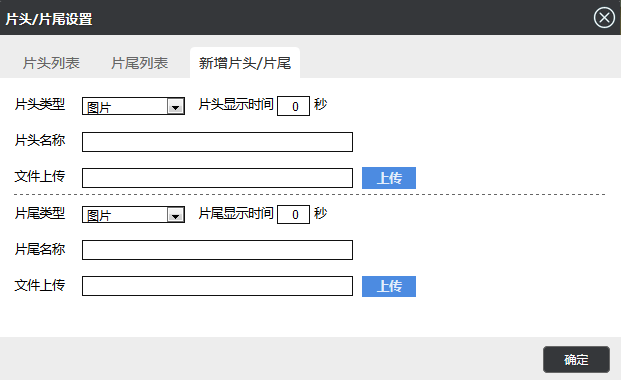 片头/片尾设置
片头列表 片尾列表 新增片头/片尾
片头类型 图片 片头显示时间 0 秒
片头名称
文件上传 上传
片尾类型 图片 片尾显示时间 0 秒
片尾名称
文件上传 上传
确定